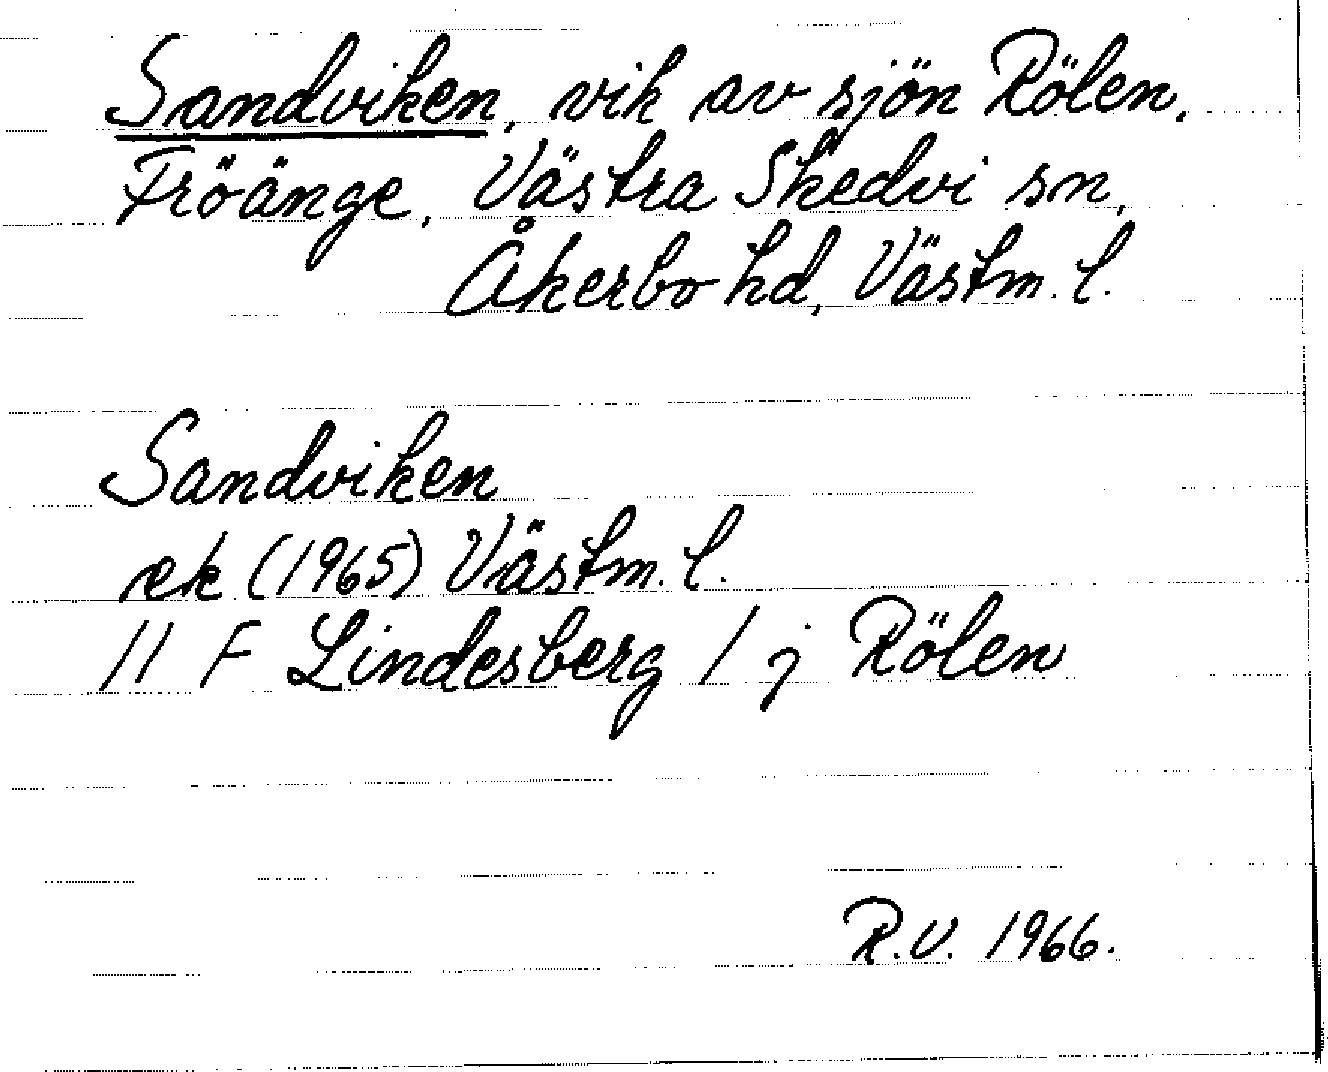 Sandviken, vik av sjön Rölen,
Fröänge, Västra Skedvi sn,
Åkerbo hd, Västm. l.
Sandviken
ek (1965) Västm. l.
11 F Lindesberg / j Rölen
R.V. 1966.